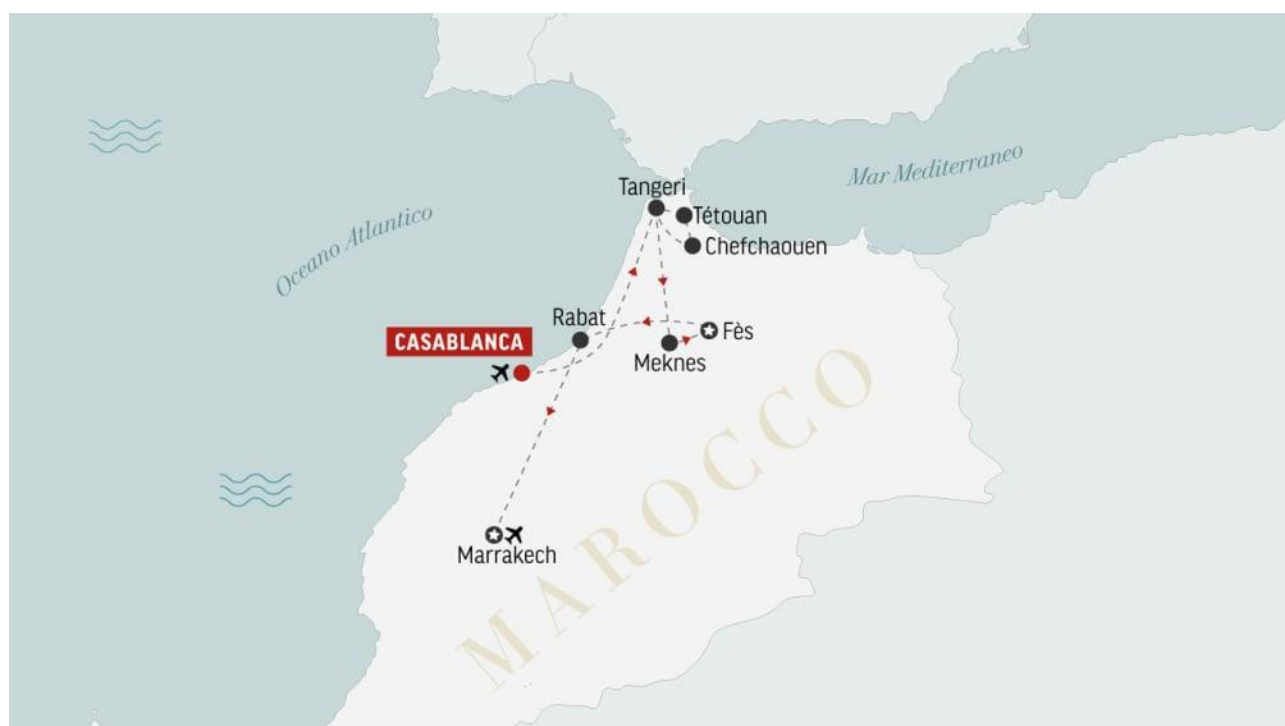 Mar Mediterraneo
Tangeri
Tétouan
Oceano Atlantico
Chefchaouen
Rabat
CASABLANCA
Fès
Meknes
MAROCCO
Marrakech